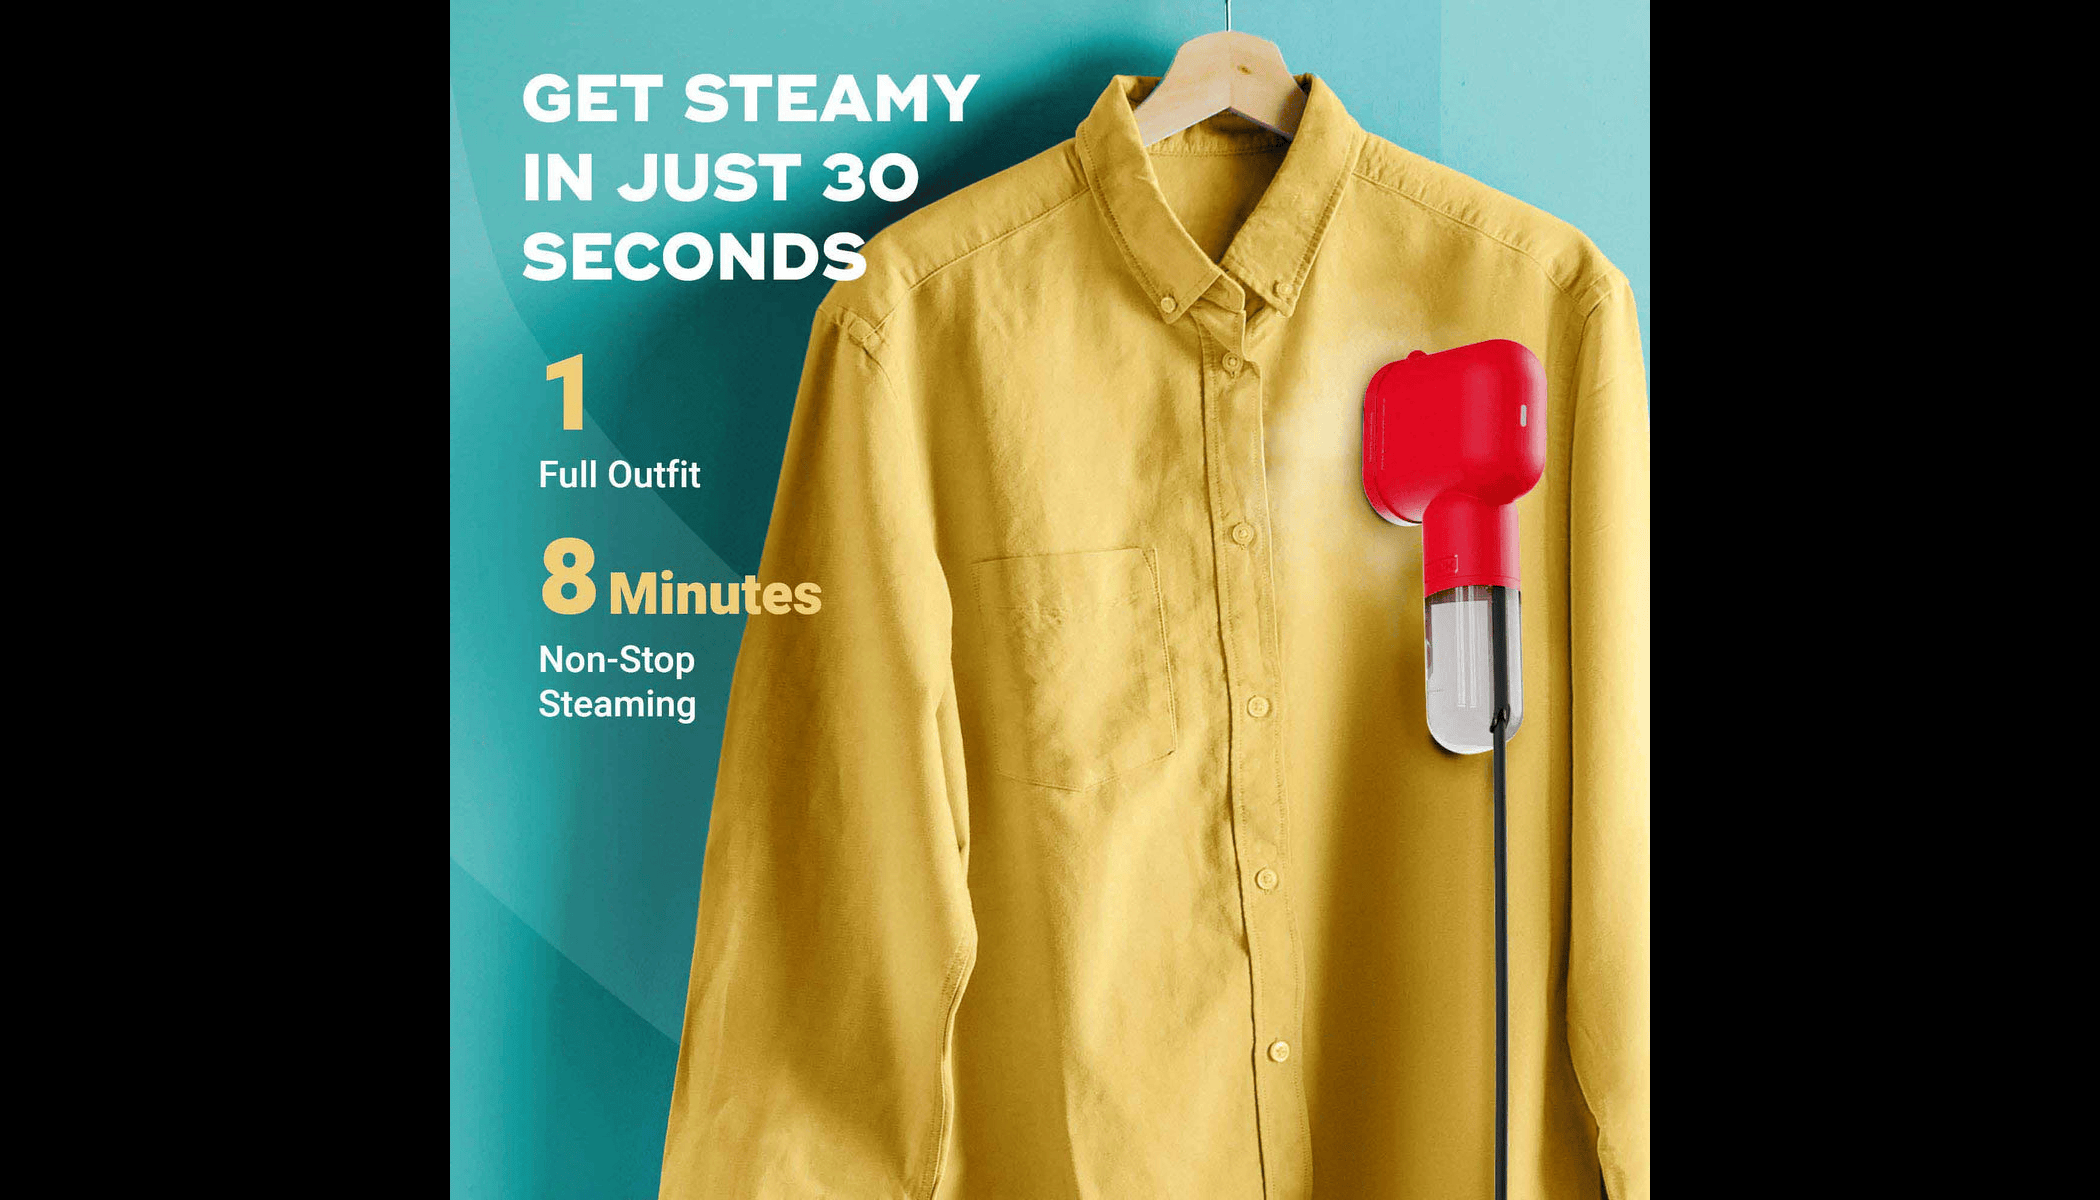 GET STEAMY
IN JUST 30
SECONDS
1
Full Outfit
8 Minutes
Non-Stop
Steaming